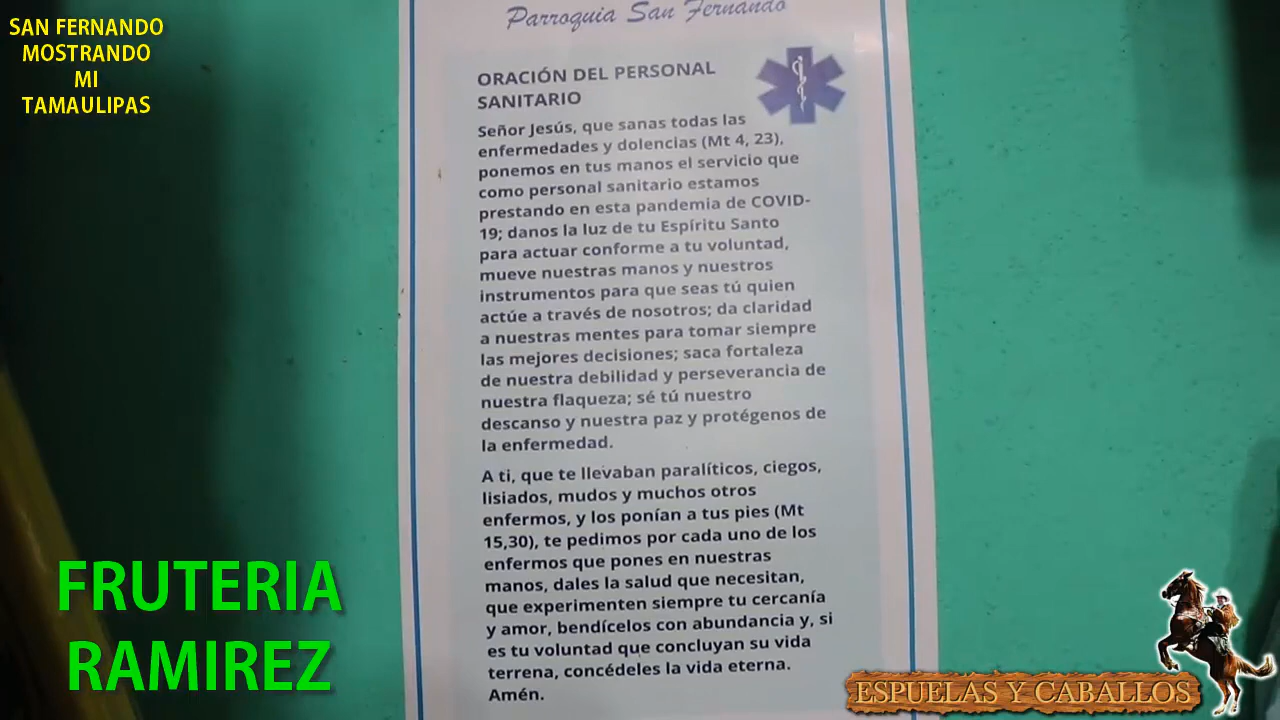 SAN FERNANDO
MOSTRANDO
MI
TAMAULIPAS
Parroquia San Fernando
ORACIÓN DEL PERSONAL
SANITARIO
Señor Jesús, que sanas todas las
enfermedades y dolencias (Mt 4, 23),
ponemos en tus manos el servicio que
como personal sanitario estamos
prestando en esta pandemia de COVID-
19; danos la luz de tu Espíritu Santo
para actuar conforme a tu voluntad,
mueve nuestras manos y nuestros
instrumentos para que seas tú quien
actúe a través de nosotros; da claridad
a nuestras mentes para tomar siempre
las mejores decisiones; saca fortaleza
de nuestra debilidad y perseverancia de
nuestra flaqueza; sé tú nuestro
descanso y nuestra paz y protégenos de
la enfermedad.
A ti, que te llevaban paralíticos, ciegos,
lisiados, mudos y muchos otros
enfermos, y los ponían a tus pies (Mt
15,30), te pedimos por cada uno de los
enfermos que pones en nuestras
manos, dales la salud que necesitan,
que experimenten siempre tu cercanía
y amor, bendícelos con abundancia y, si
es tu voluntad que concluyan su vida
terrena, concédeles la vida eterna.
Amén.
FRUTERIA
RAMIREZ
ESPUELAS Y CABALLOS